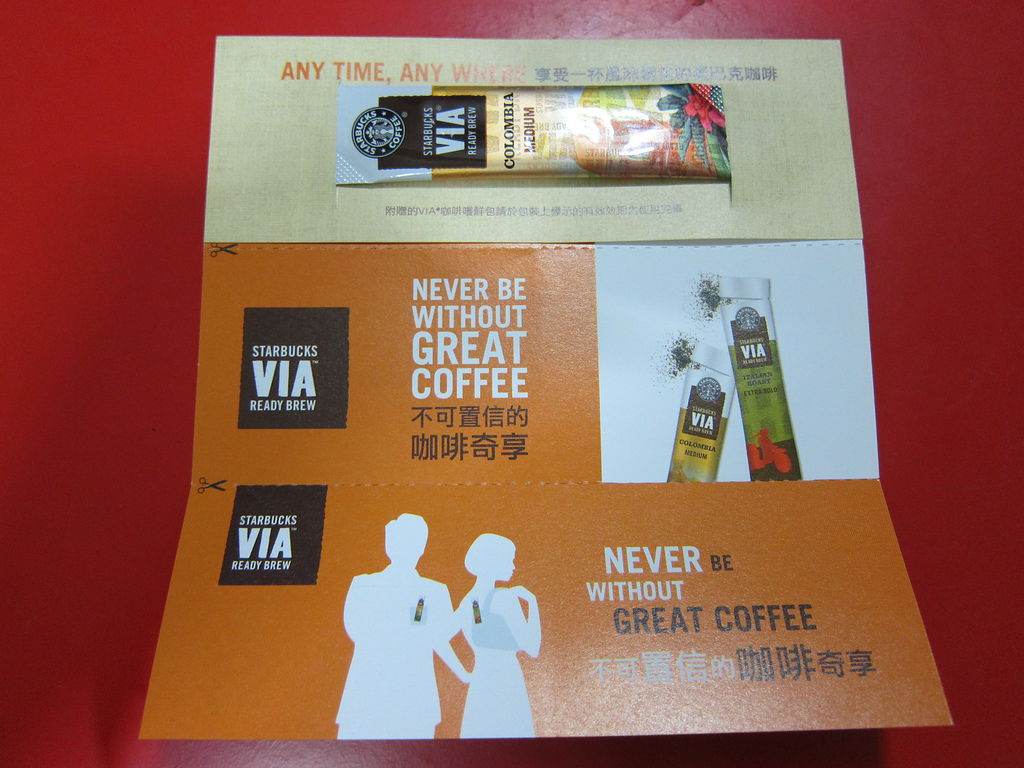 ANY TIME, ANY WHERE 享受一杯風味絕佳的星巴克咖啡
STARBUCKS COFFEE
STARBUCKS
VIA®
READY BREW
COLOMBIA
MEDIUM
附贈的VIA®咖啡嚐鮮包請於包裝上標示的有效效期內使用完畢
STARBUCKS
VIA™
READY BREW
NEVER BE
WITHOUT
GREAT
COFFEE
不可置信的
咖啡奇享
STARBUCKS
VIA
READY BREW
ITALIAN
ROAST
EXTRA BOLD
STARBUCKS
VIA
READY BREW
COLOMBIA
MEDIUM
STARBUCKS
VIA™
READY BREW
NEVER BE
WITHOUT
GREAT COFFEE
不可置信的咖啡奇享